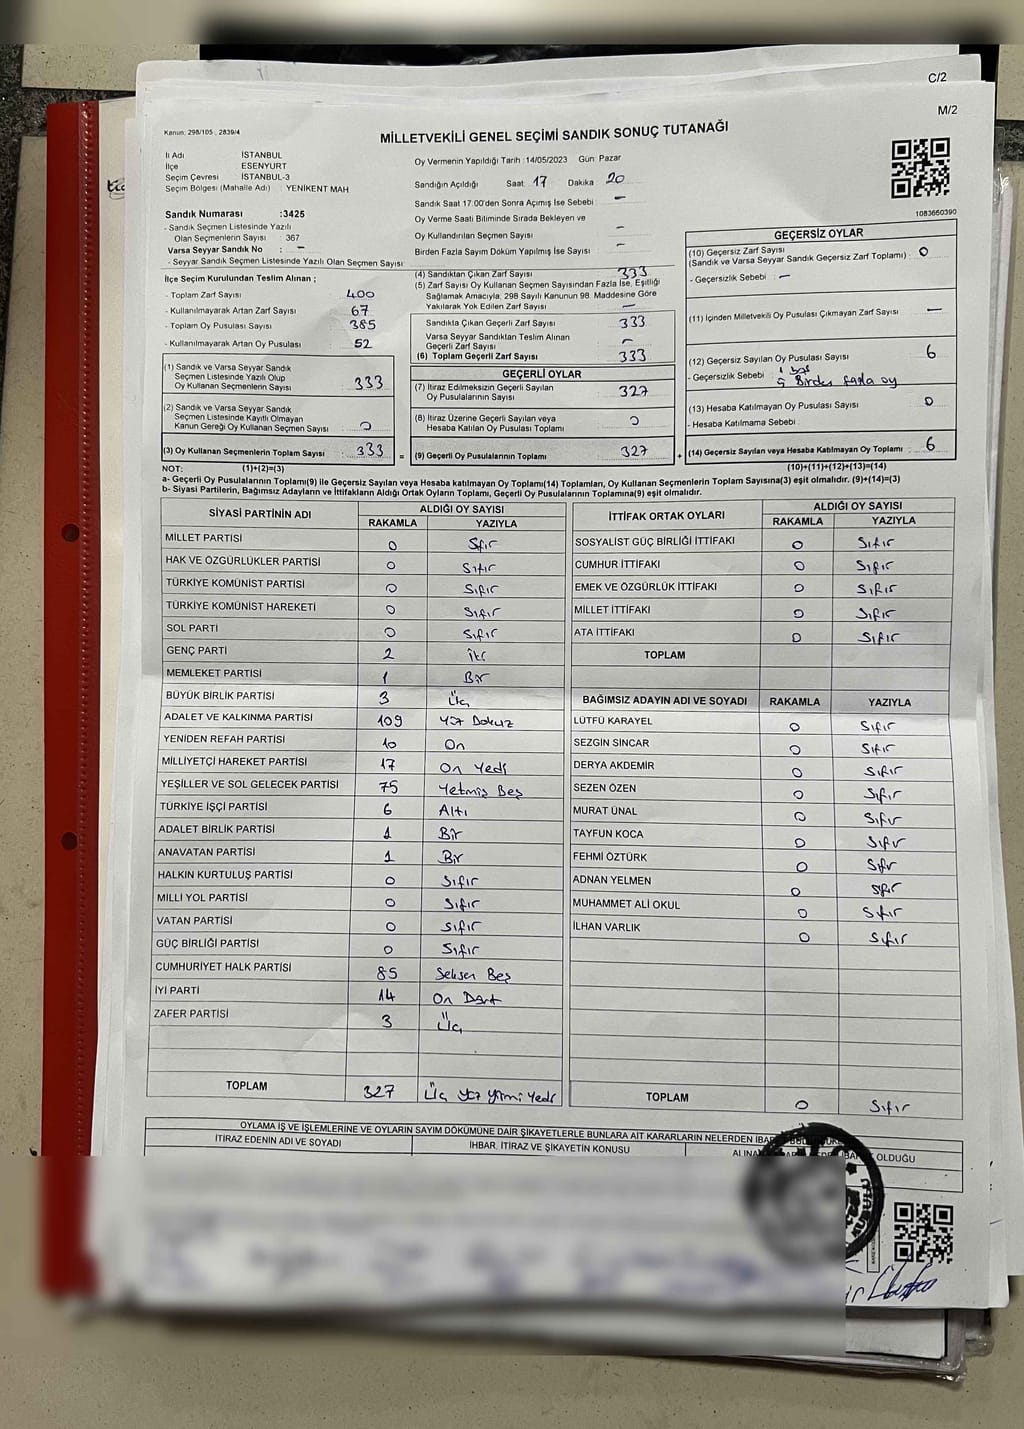 C/2
M/2
Kanun; 298/105 , 2839/4
MİLLETVEKİLİ GENEL SEÇİMİ SANDIK SONUÇ TUTANAĞI
İl Adı İSTANBUL
İlçe ESENYURT
Seçim Çevresi İSTANBUL-3
Seçim Bölgesi (Mahalle Adı) : YENİKENT MAH
Sandık Numarası :3425
- Sandık Seçmen Listesinde Yazılı
Olan Seçmenlerin Sayısı : 367
Varsa Seyyar Sandık No : -
- Seyyar Sandık Seçmen Listesinde Yazılı Olan Seçmen Sayısı:
Oy Vermenin Yapıldığı Tarih :14/05/2023 Gün Pazar
Sandığın Açıldığı Saat: 17 Dakika 20
Sandık Saat 17.00'den Sonra Açımış İse Sebebi : -
Oy Verme Saati Bitiminde Sırada Bekleyen ve
Oy Kullandırılan Seçmen Sayısı : -
Birden Fazla Sayım Döküm Yapılmış İse Sayısı : -
1083660390
İlçe Seçim Kurulundan Teslim Alınan ;
- Toplam Zarf Sayısı 400
- Kullanılmayarak Artan Zarf Sayısı : 67
- Toplam Oy Pusulası Sayısı : 385
- Kullanılmayarak Artan Oy Pusulası : 52
(1) Sandık ve Varsa Seyyar Sandık
Seçmen Listesinde Yazılı Olup
Oy Kullanan Seçmenlerin Sayısı : 333
(2) Sandık ve Varsa Seyyar Sandık
Seçmen Listesinde Kayıtlı Olmayan
Kanun Gereği Oy Kullanan Seçmen Sayısı : 0
(3) Oy Kullanan Seçmenlerin Toplam Sayısı : 333 =
(4) Sandıktan Çıkan Zarf Sayısı : 333
(5) Zarf Sayısı Oy Kullanan Seçmen Sayısından Fazla İse, Eşitliği
Sağlamak Amacıyla; 298 Sayılı Kanunun 98. Maddesine Göre
Yakılarak Yok Edilen Zarf Sayısı : -
Sandıkta Çıkan Geçerli Zarf Sayısı : 333
Varsa Seyyar Sandıktan Teslim Alınan
Geçerli Zarf Sayısı : -
(6) Toplam Geçerli Zarf Sayısı : 333
GEÇERLİ OYLAR
(7) İtiraz Edilmeksizin Geçerli Sayılan
Oy Pusulalarının Sayısı : 327
(8) İtiraz Üzerine Geçerli Sayılan veya
Hesaba Katılan Oy Pusulası Toplamı : 0
(9) Geçerli Oy Pusulalarının Toplamı : 327 +
GEÇERSİZ OYLAR
(10) Geçersiz Zarf Sayısı
(Sandık ve Varsa Seyyar Sandık Geçersiz Zarf Toplamı) : 0
- Geçersizlik Sebebi : -
(11) İçinden Milletvekili Oy Pusulası Çıkmayan Zarf Sayısı : -
(12) Geçersiz Sayılan Oy Pusulası Sayısı : 6
- Geçersizlik Sebebi : 1 boş
5 Birden fazla oy
(13) Hesaba Katılmayan Oy Pusulası Sayısı : 0
- Hesaba Katılmama Sebebi :
(14) Geçersiz Sayılan veya Hesaba Katılmayan Oy Toplamı : 6
NOT: (1)+(2)=(3) (10)+(11)+(12)+(13)=(14)
a- Geçerli Oy Pusulalarının Toplamı(9) ile Geçersiz Sayılan veya Hesaba katılmayan Oy Toplamı(14) Toplamları, Oy Kullanan Seçmenlerin Toplam Sayısına(3) eşit olmalıdır. (9)+(14)=(3)
b- Siyasi Partilerin, Bağımsız Adayların ve İttifakların Aldığı Ortak Oyların Toplamı, Geçerli Oy Pusulalarının Toplamına(9) eşit olmalıdır.
SİYASİ PARTİNİN ADI ALDIĞI OY SAYISI
RAKAMLA YAZIYLA
MİLLET PARTİSİ 0 Sıfır
HAK VE ÖZGÜRLÜKLER PARTİSİ 0 Sıfır
TÜRKİYE KOMÜNİST PARTİSİ 0 Sıfır
TÜRKİYE KOMÜNİST HAREKETİ 0 Sıfır
SOL PARTİ 0 Sıfır
GENÇ PARTİ 2 İki
MEMLEKET PARTİSİ 1 Bir
BÜYÜK BİRLİK PARTİSİ 3 Üç
ADALET VE KALKINMA PARTİSİ 109 Yüz Dokuz
YENİDEN REFAH PARTİSİ 10 On
MİLLİYETÇİ HAREKET PARTİSİ 17 On Yedi
YEŞİLLER VE SOL GELECEK PARTİSİ 75 Yetmiş Beş
TÜRKİYE İŞÇİ PARTİSİ 6 Altı
ADALET BİRLİK PARTİSİ 1 Bir
ANAVATAN PARTİSİ 1 Bir
HALKIN KURTULUŞ PARTİSİ 0 Sıfır
MİLLİ YOL PARTİSİ 0 Sıfır
VATAN PARTİSİ 0 Sıfır
GÜÇ BİRLİĞİ PARTİSİ 0 Sıfır
CUMHURİYET HALK PARTİSİ 85 Seksen Beş
İYİ PARTİ 14 On Dört
ZAFER PARTİSİ 3 Üç
TOPLAM 327 Üç Yüz Yirmi Yedi
İTTİFAK ORTAK OYLARI ALDIĞI OY SAYISI
RAKAMLA YAZIYLA
SOSYALİST GÜÇ BİRLİĞİ İTTİFAKI 0 Sıfır
CUMHUR İTTİFAKI 0 Sıfır
EMEK VE ÖZGÜRLÜK İTTİFAKI 0 Sıfır
MİLLET İTTİFAKI 0 Sıfır
ATA İTTİFAKI 0 Sıfır
TOPLAM
BAĞIMSIZ ADAYIN ADI VE SOYADI RAKAMLA YAZIYLA
LÜTFÜ KARAYEL 0 Sıfır
SEZGİN SİNCAR 0 Sıfır
DERYA AKDEMİR 0 Sıfır
SEZEN ÖZEN 0 Sıfır
MURAT ÜNAL 0 Sıfır
TAYFUN KOCA 0 Sıfır
FEHMİ ÖZTÜRK 0 Sıfır
ADNAN YELMEN 0 Sıfır
MUHAMMET ALİ OKUL 0 Sıfır
İLHAN VARLIK 0 Sıfır
TOPLAM 0 Sıfır
OYLAMA İŞ VE İŞLEMLERİNE VE OYLARIN SAYIM DÖKÜMÜNE DAİR ŞİKAYETLERLE BUNLARA AİT KARARLARIN NELERDEN
İTİRAZ EDENİN ADI VE SOYADI İHBAR, İTİRAZ VE ŞİKAYETİN KONUSU OLDUĞU